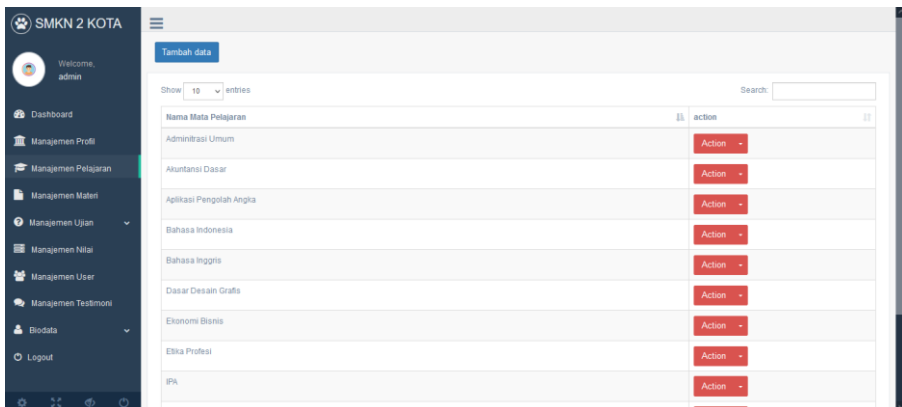 SMKN 2 KOTA
Welcome,
admin
Dashboard
Manajemen Profil
Manajemen Pelajaran
Manajemen Materi
Manajemen Ujian
Manajemen Nilai
Manajemen User
Manajemen Testimoni
Biodata
Logout
Tambah data
Show 10 entries
Search:
Nama Mata Pelajaran action
Adminitrasi Umum Action
Akuntansi Dasar Action
Aplikasi Pengolah Angka Action
Bahasa Indonesia Action
Bahasa Inggris Action
Dasar Desain Grafis Action
Ekonomi Bisnis Action
Etika Profesi Action
IPA Action